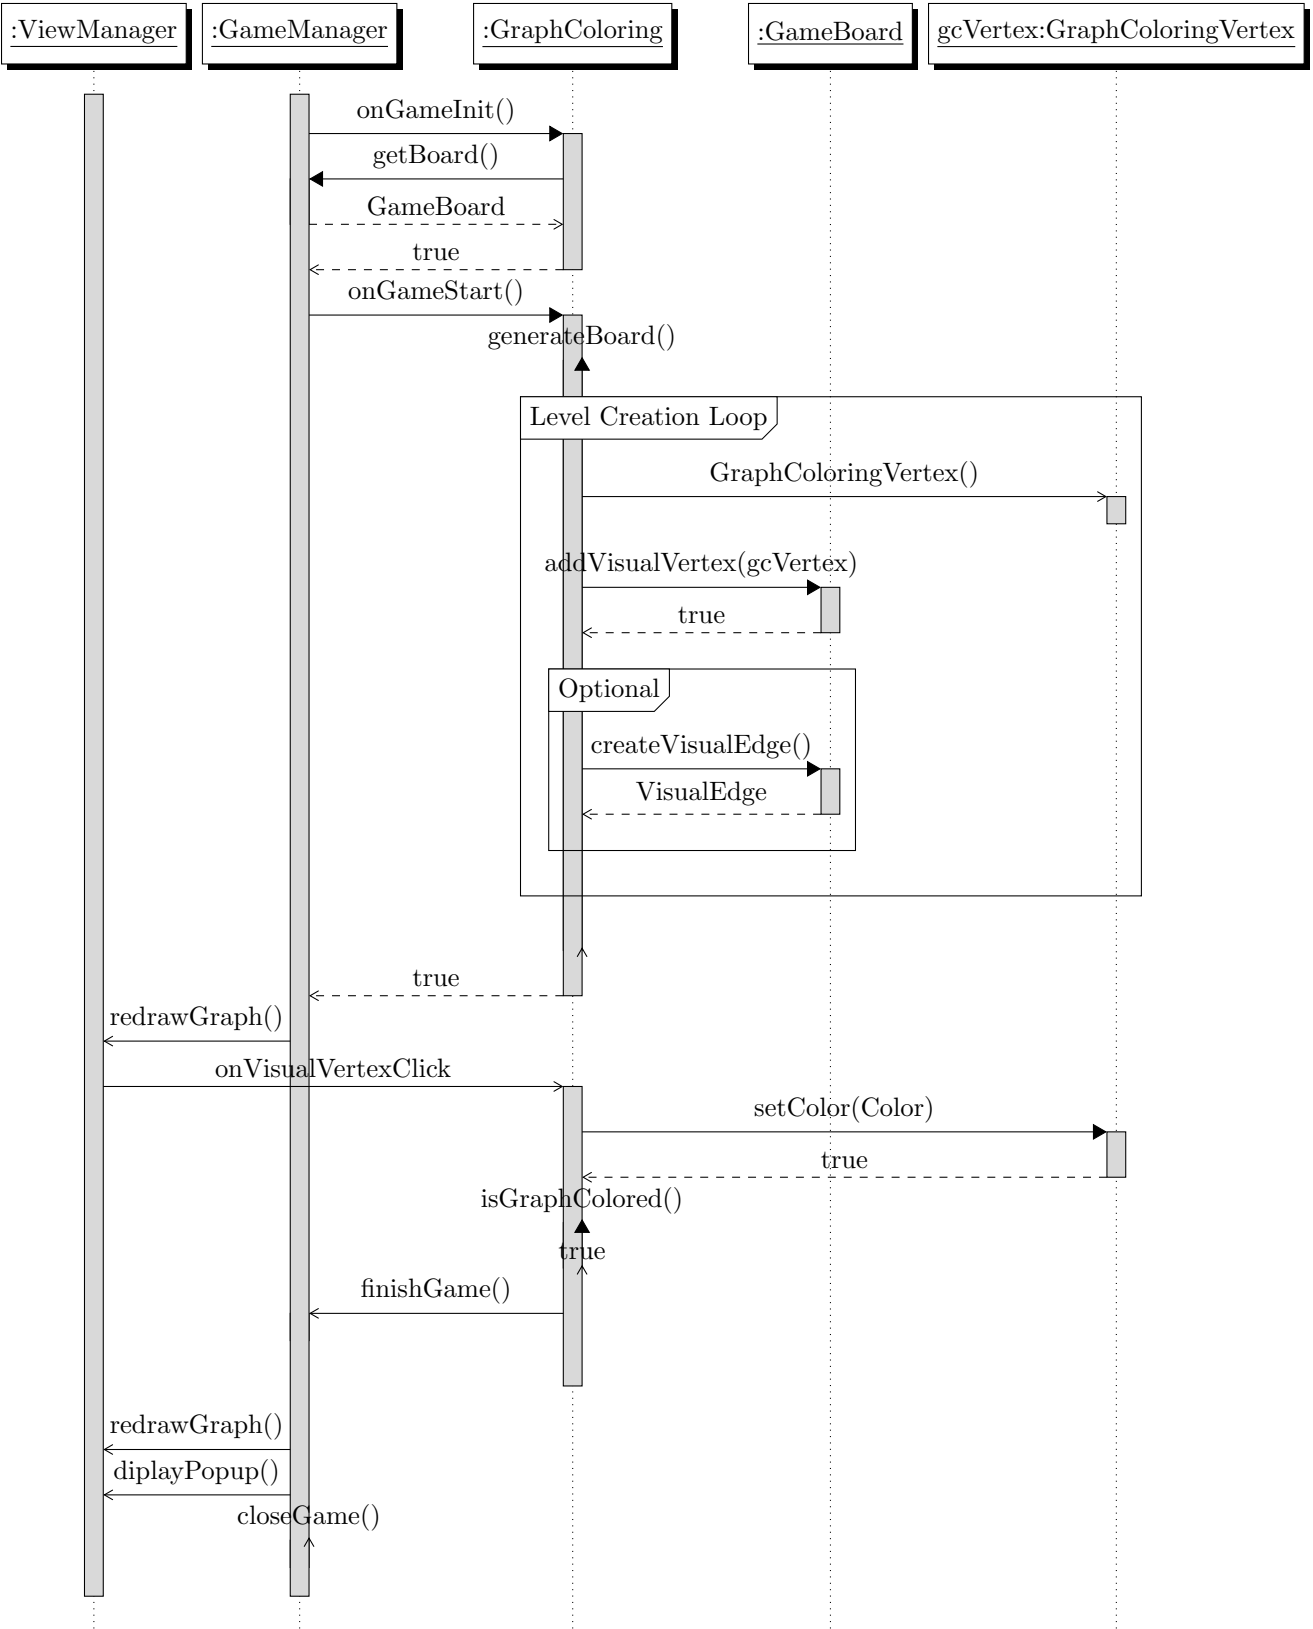 :ViewManager
:GameManager
:GraphColoring
:GameBoard
gcVertex:GraphColoringVertex
onGameInit()
getBoard()
GameBoard
true
onGameStart()
generateBoard()
Level Creation Loop
GraphColoringVertex()
addVisualVertex(gcVertex)
true
Optional
createVisualEdge()
VisualEdge
true
redrawGraph()
onVisualVertexClick
setColor(Color)
true
isGraphColored()
true
finishGame()
redrawGraph()
diplayPopup()
closeGame()